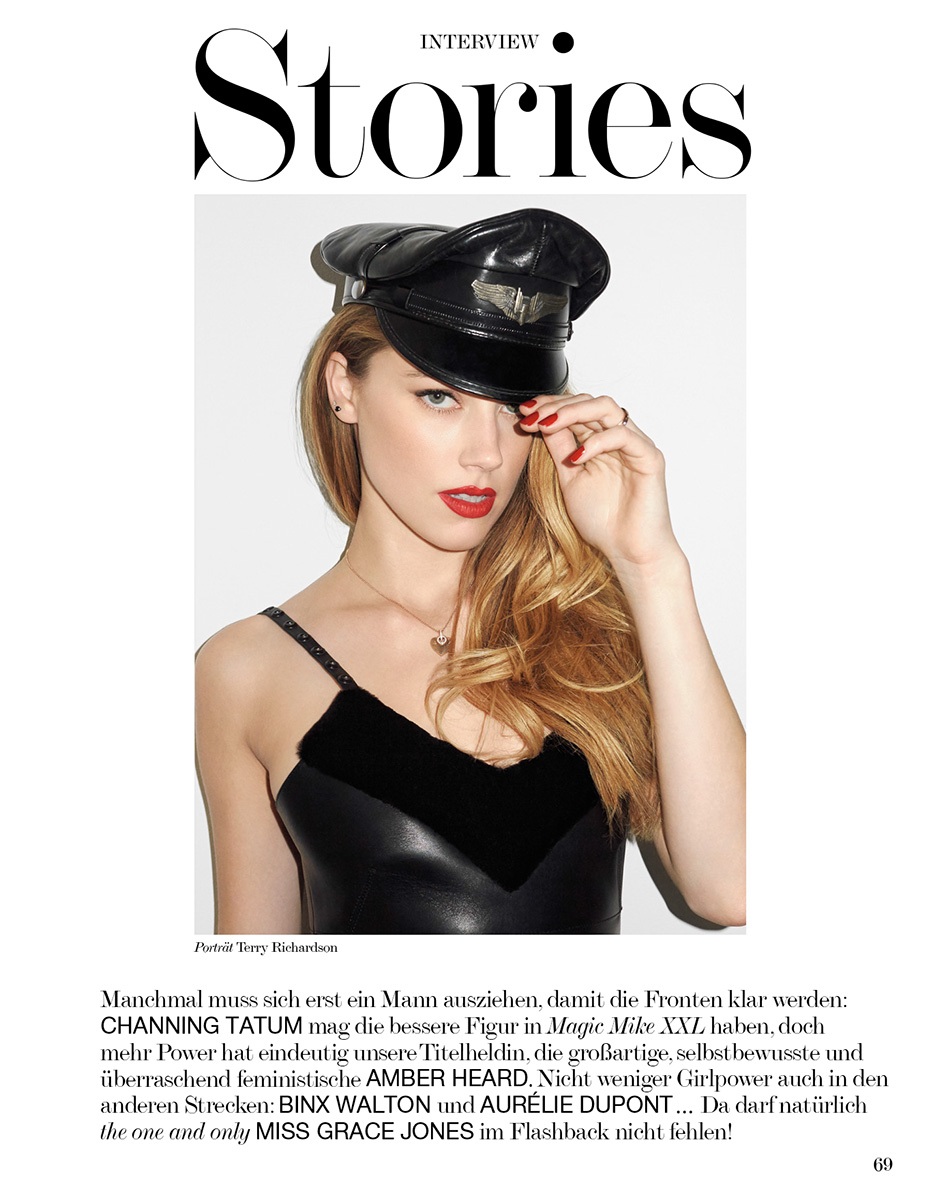 INTERVIEW
Stories
Porträt Terry Richardson
Manchmal muss sich erst ein Mann ausziehen, damit die Fronten klar werden:
CHANNING TATUM mag die bessere Figur in Magic Mike XXL haben, doch
mehr Power hat eindeutig unsere Titelheldin, die großartige, selbstbewusste und
überraschend feministische AMBER HEARD. Nicht weniger Girlpower auch in den
anderen Strecken: BINX WALTON und AURÉLIE DUPONT ... Da darf natürlich
the one and only MISS GRACE JONES im Flashback nicht fehlen!
69